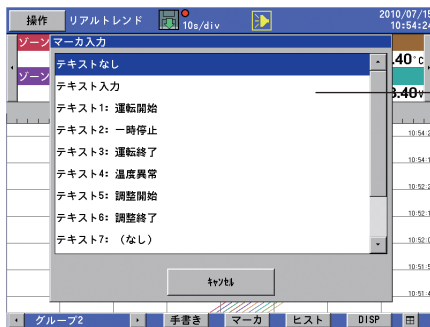 操作 リアルトレンド 10s/div 2010/07/15
10:54:24
ゾーン マーカ入力
テキストなし
.40°c
ゾーン
テキスト入力
3.40v
テキスト1: 運転開始
テキスト2: 一時停止
10:54:2
テキスト3: 運転終了
10:54:1
テキスト4: 温度異常
10:52:2
テキスト5: 調整開始
テキスト6: 調整終了
10:52:1
テキスト7: (なし)
10:52:0
10:51:5
キャンセル
10:51:4
グループ2 手書き マーカ ヒスト DISP